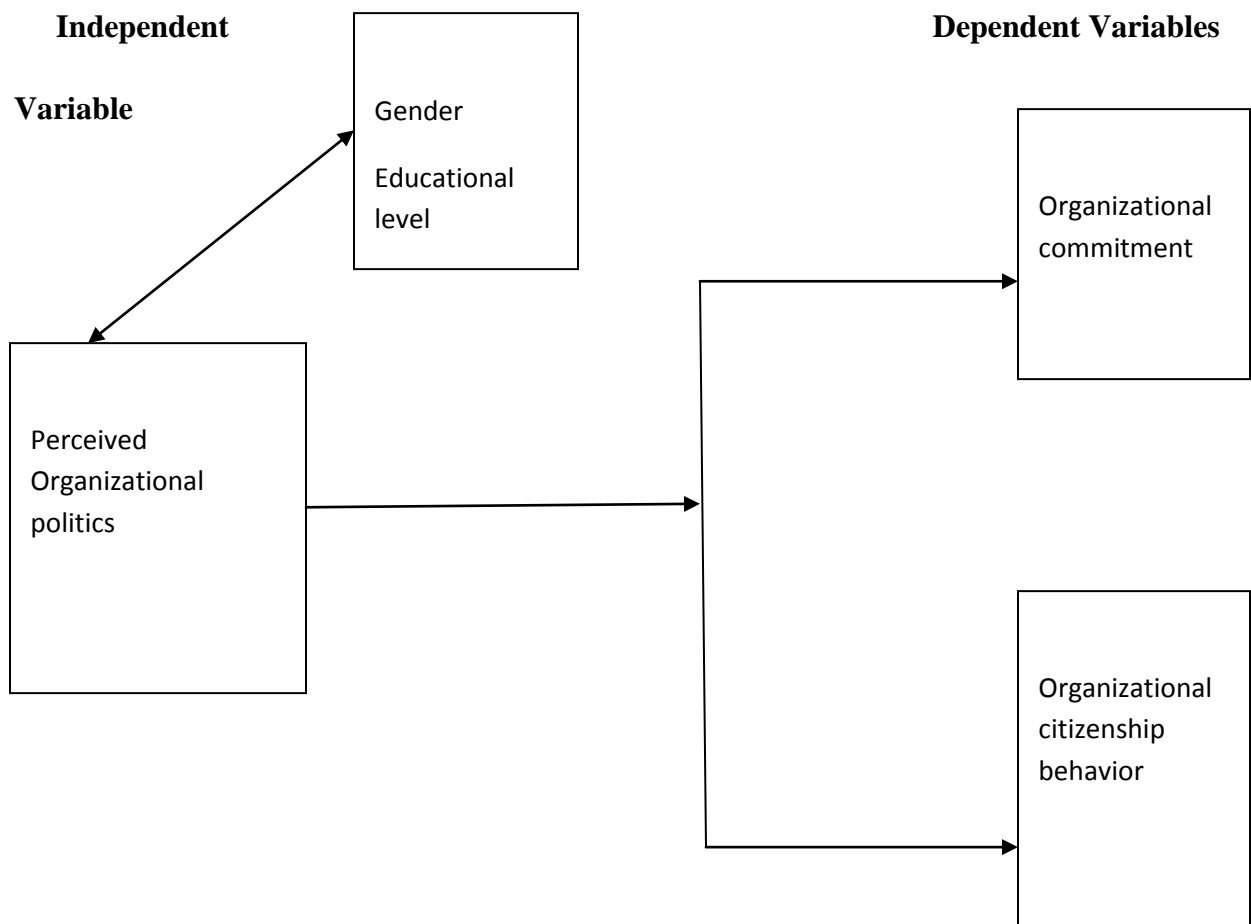 Independent
Variable
Dependent Variables
Gender
Educational
level
Perceived
Organizational
politics
Organizational
commitment
Organizational
citizenship
behavior